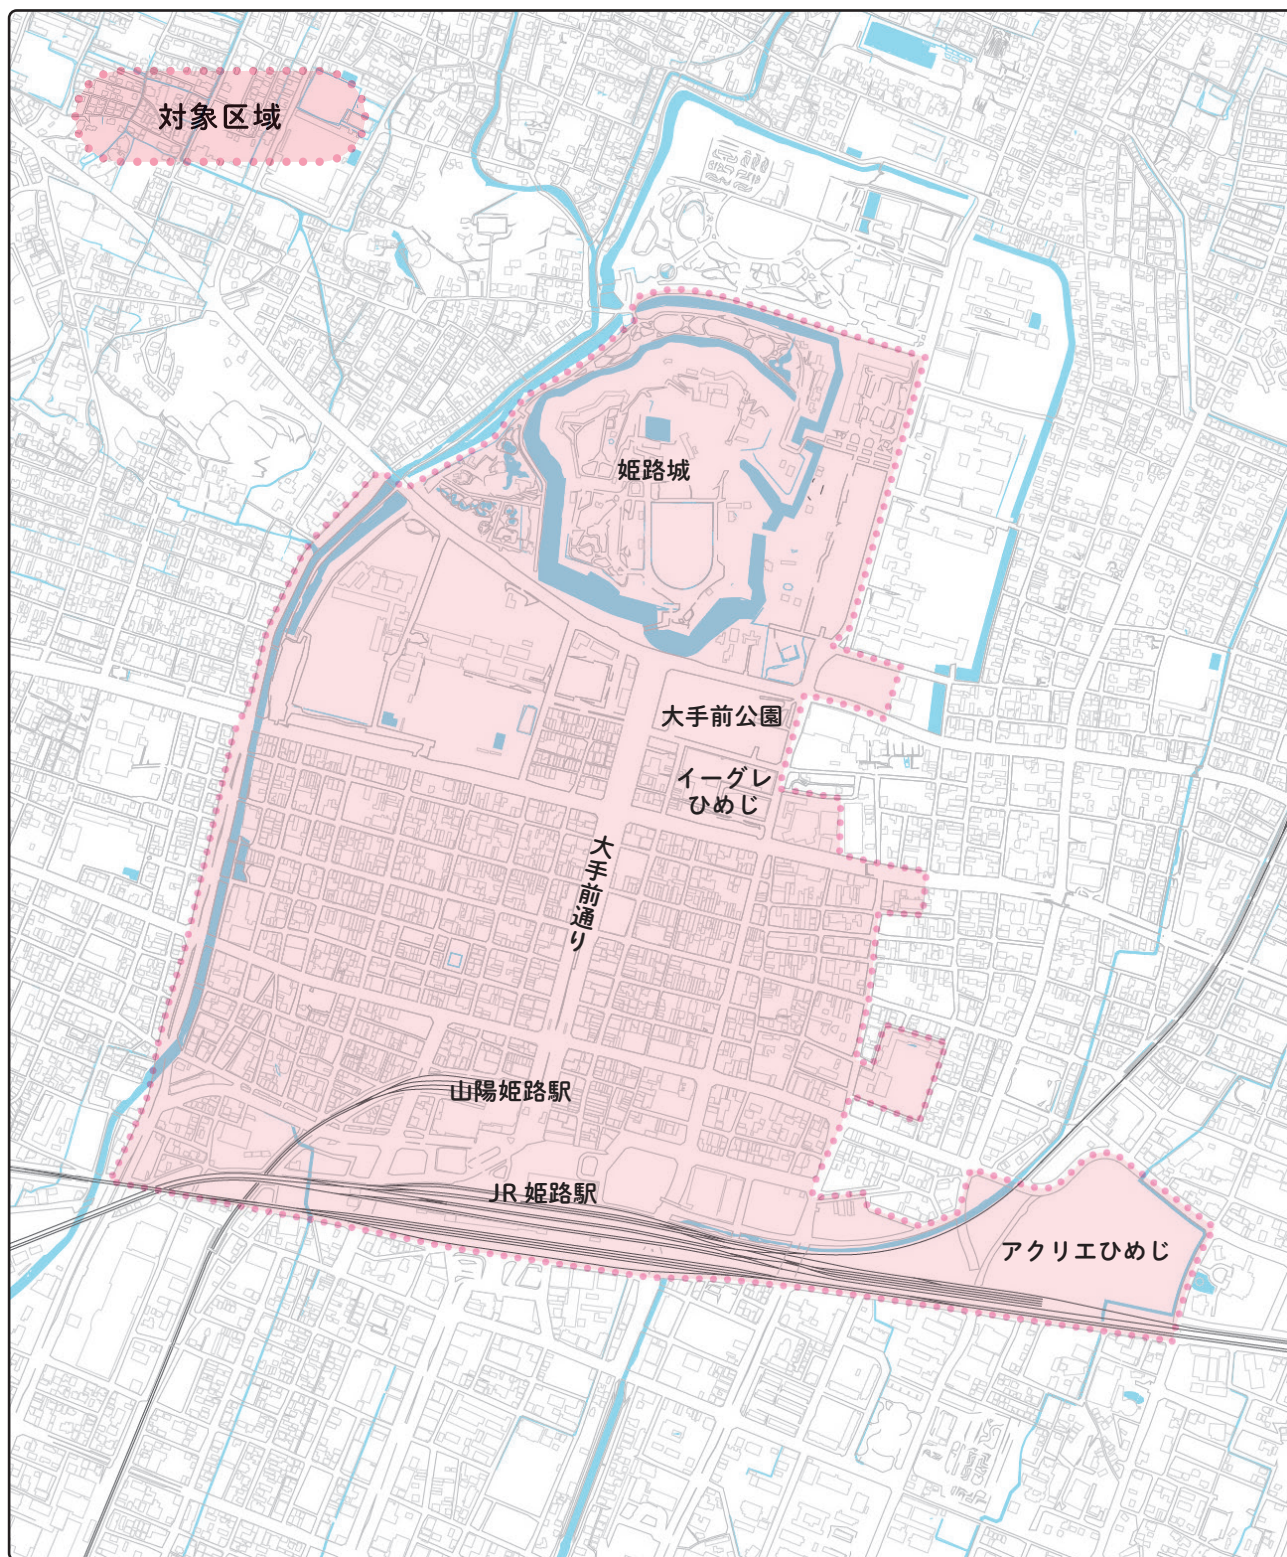 対象区域
姫路城
大手前公園
イーグレ
ひめじ
大手前通り
山陽姫路駅
JR 姫路駅
アクリエひめじ